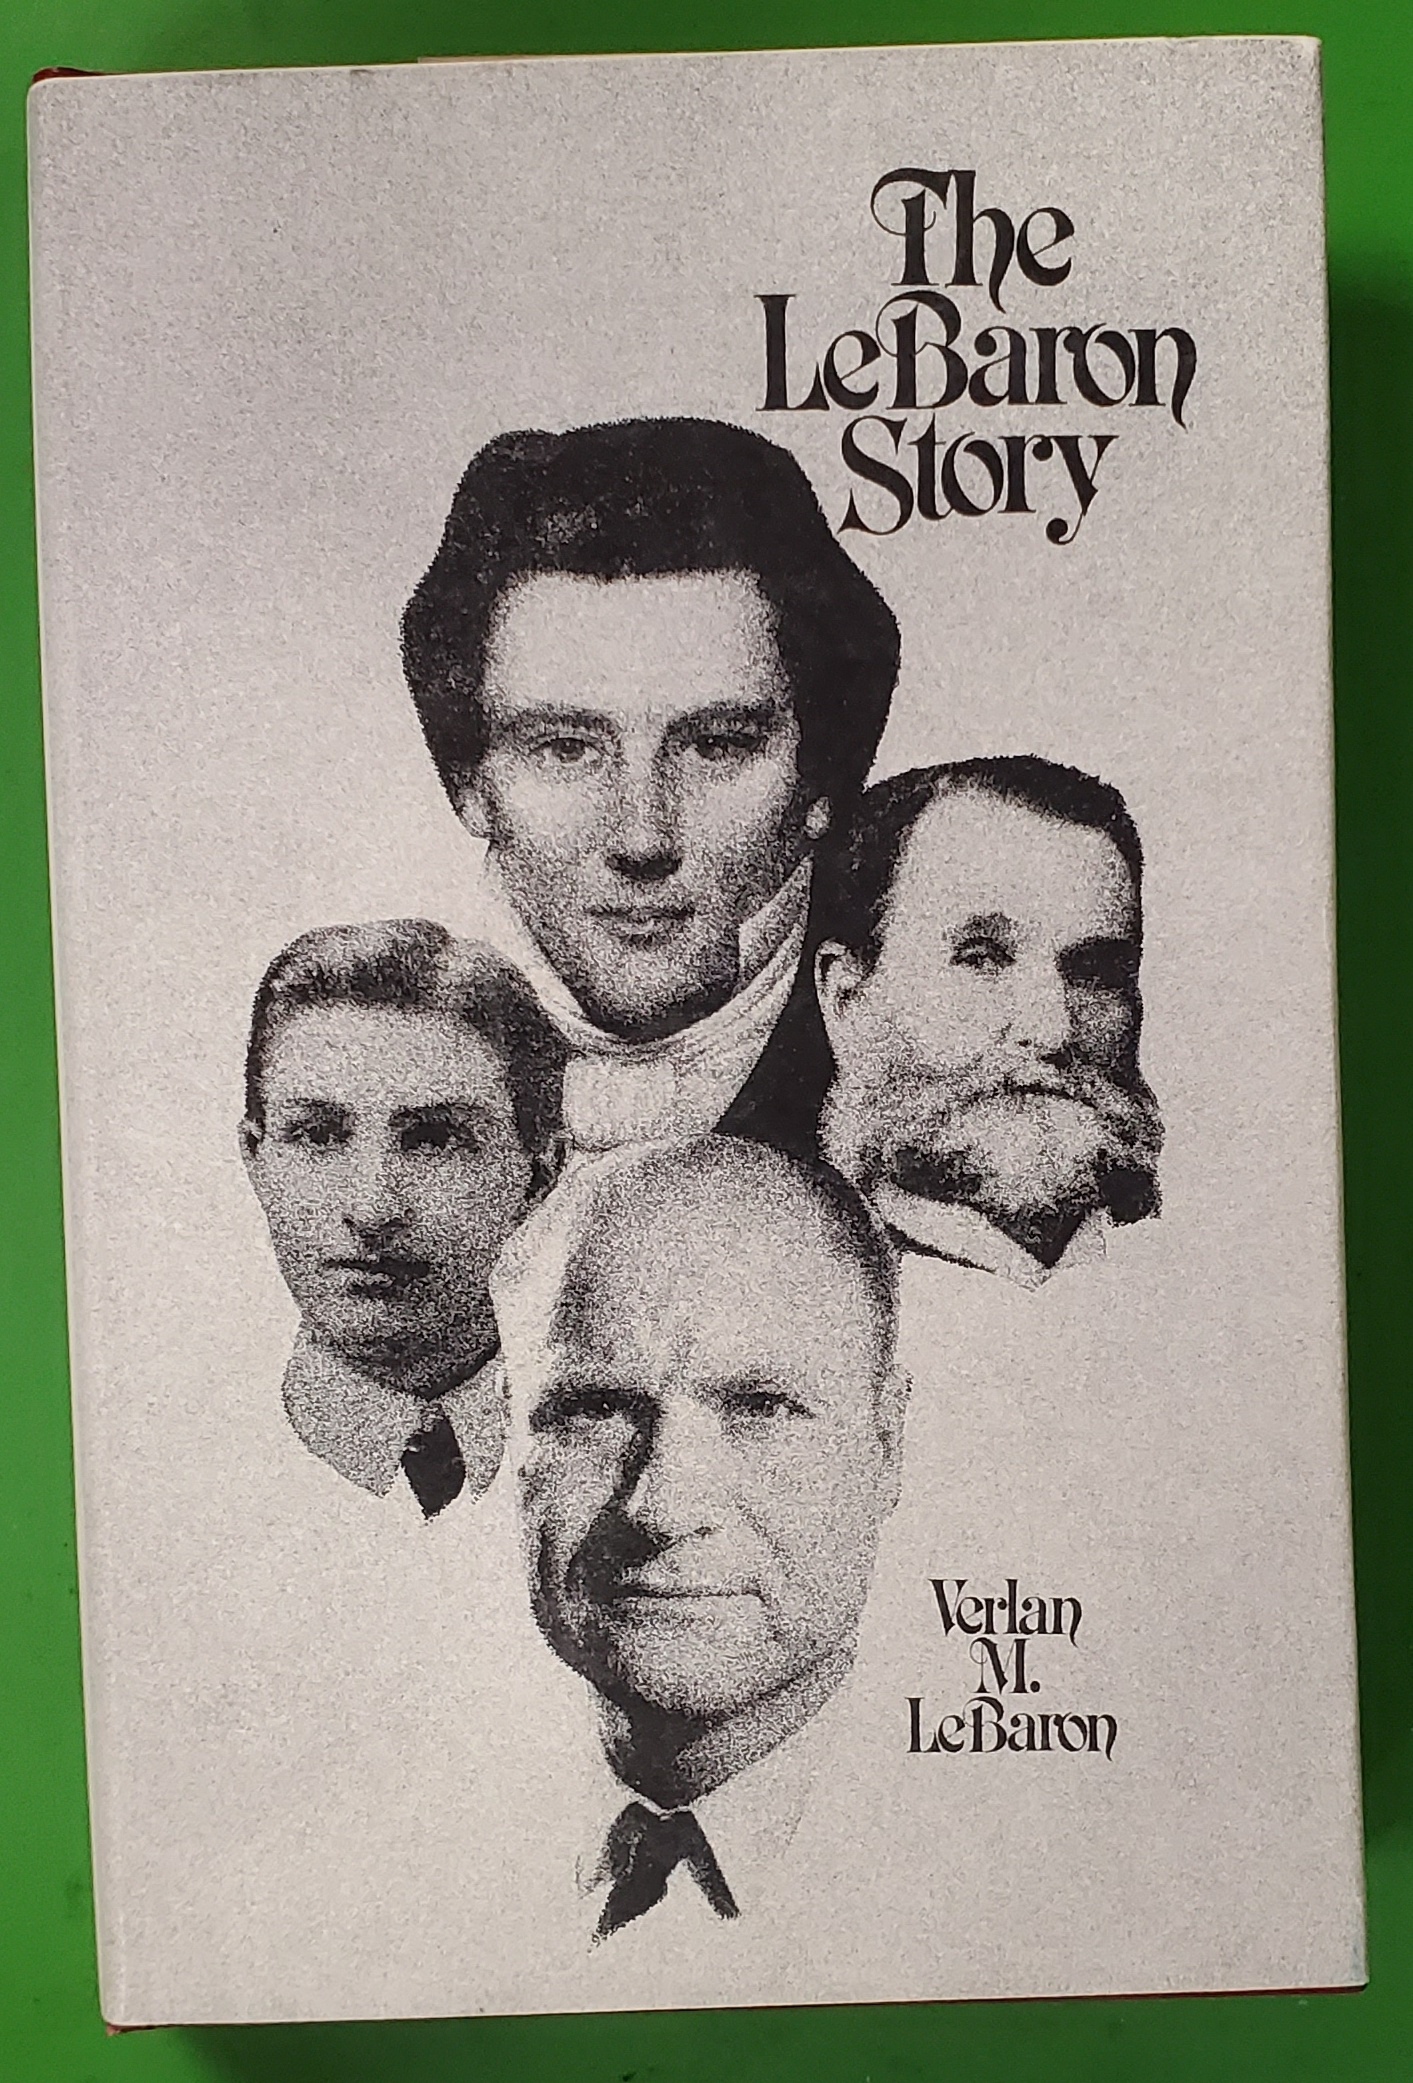 The
LeBaron
Story
Verlan
M.
LeBaron